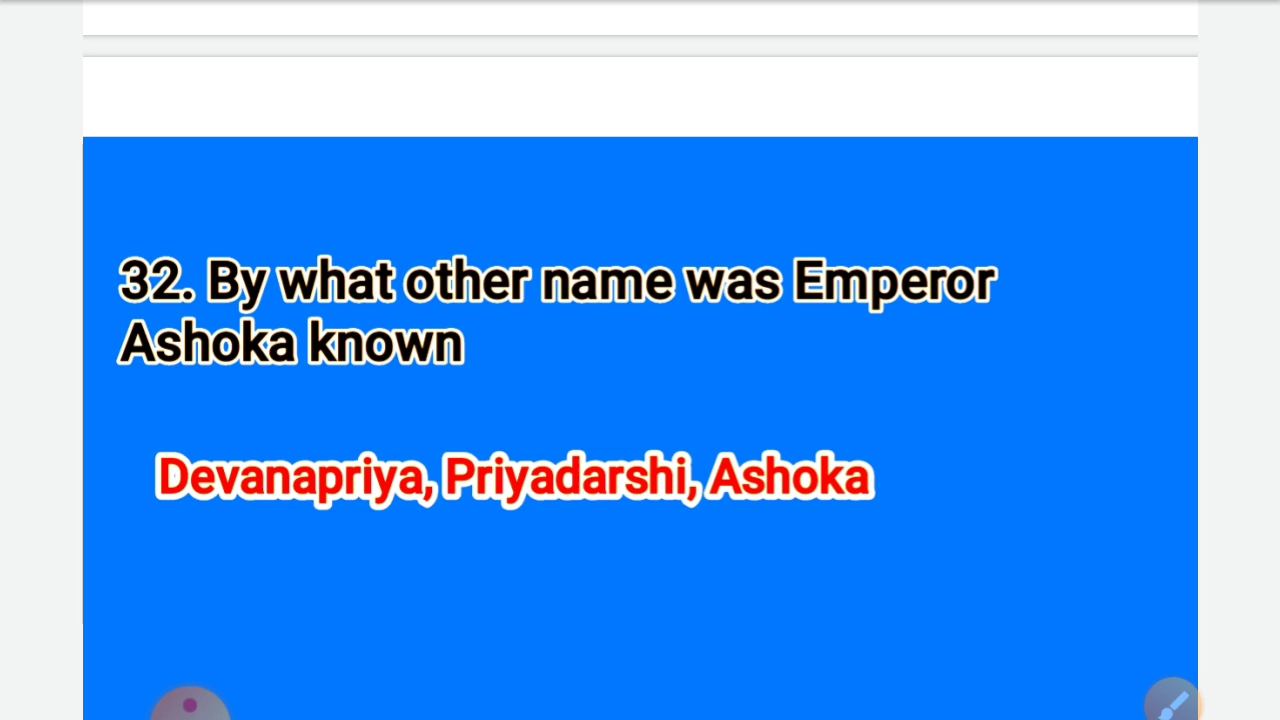 32. By what other name was Emperor
Ashoka known
Devanapriya, Priyadarshi, Ashoka